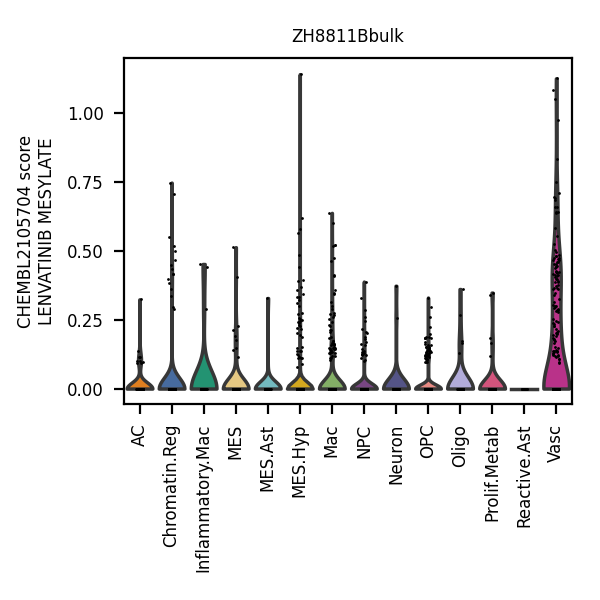 ZH8811Bbulk
CHEMBL2105704 score
LENVATINIB MESYLATE
1.00
0.75
0.50
0.25
0.00
AC
Chromatin.Reg
Inflammatory.Mac
MES
MES.Ast
MES.Hyp
Mac
NPC
Neuron
OPC
Oligo
Prolif.Metab
Reactive.Ast
Vasc